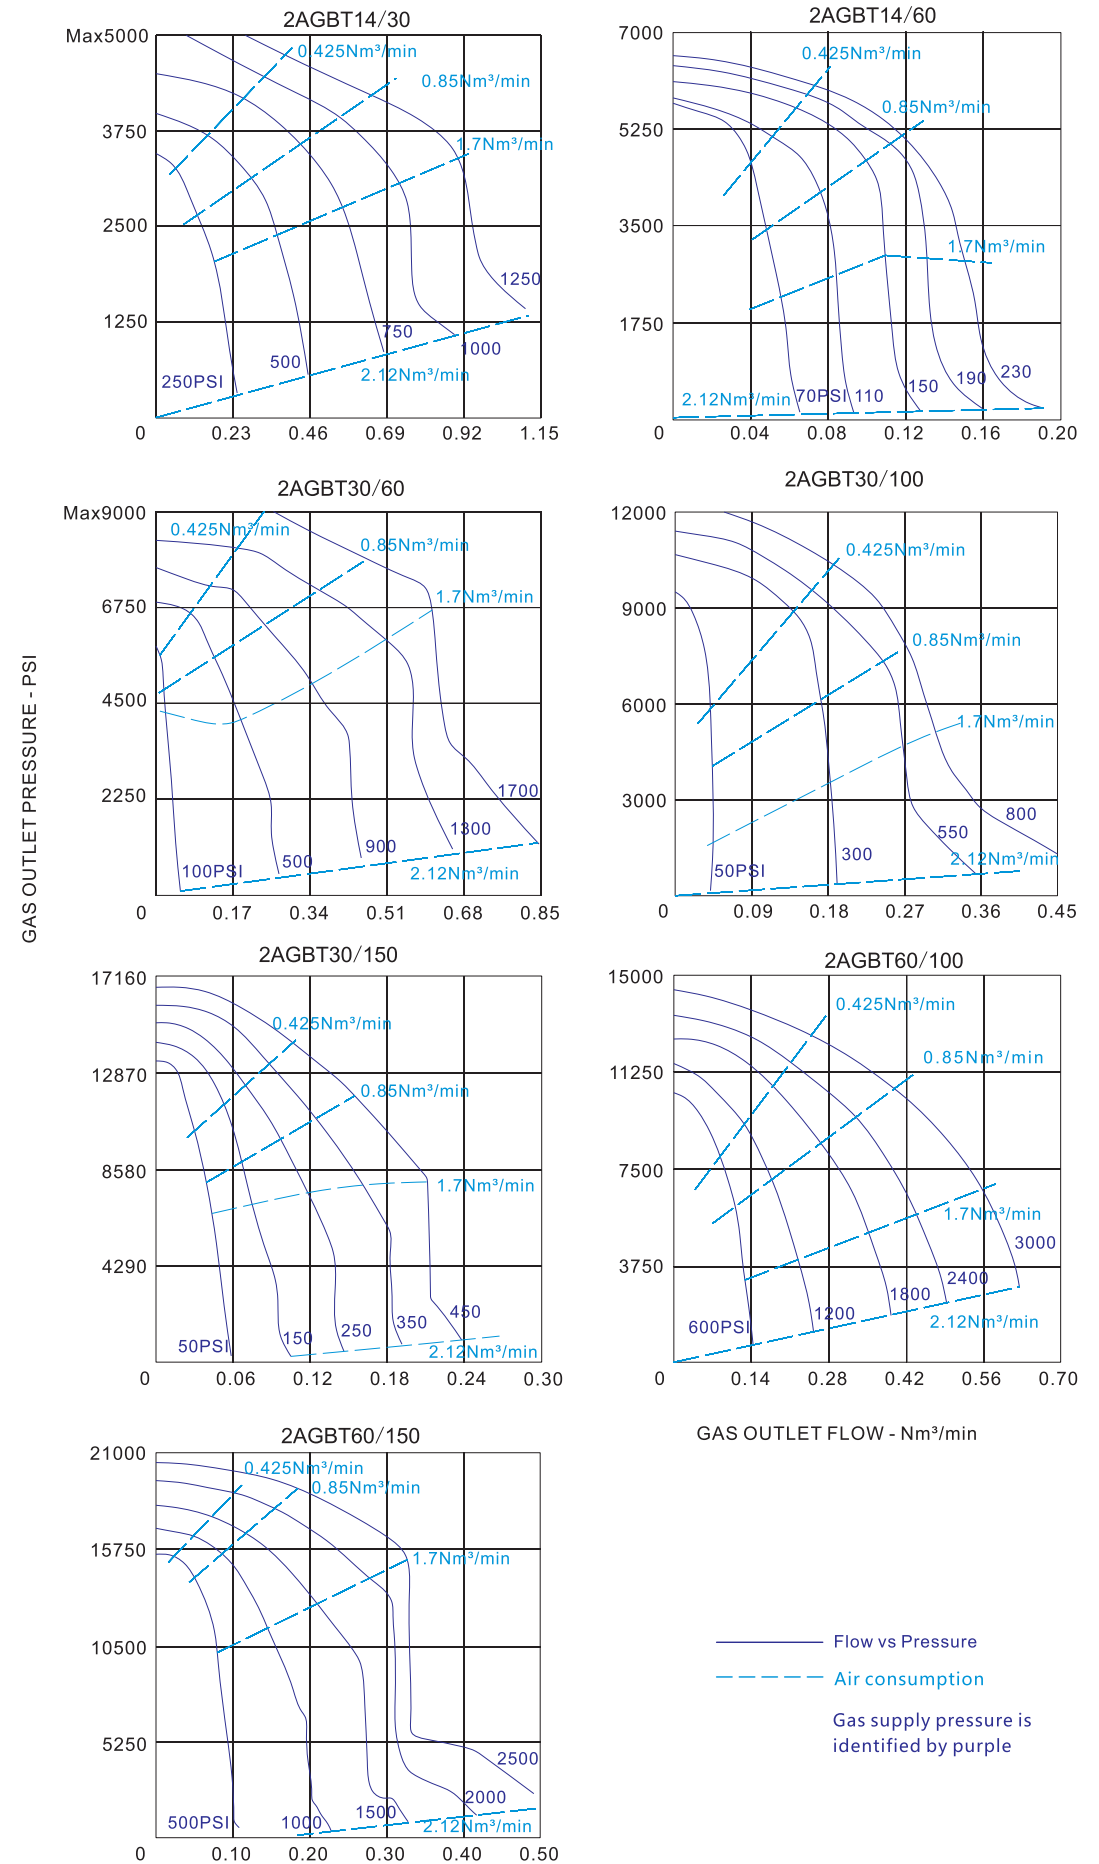 GAS OUTLET PRESSURE - PSI
2AGBT14/30
Max5000
3750
2500
1250
0
0.23
0.46
0.69
0.92
1.15
0.425Nm³/min
0.85Nm³/min
1.7Nm³/min
2.12Nm³/min
250PSI
500
750
1000
1250
2AGBT14/60
7000
5250
3500
1750
0
0.04
0.08
0.12
0.16
0.20
0.425Nm³/min
0.85Nm³/min
1.7Nm³/min
2.12Nm³/min
70PSI
110
150
190
230
2AGBT30/60
Max9000
6750
4500
2250
0
0.17
0.34
0.51
0.68
0.85
0.425Nm³/min
0.85Nm³/min
1.7Nm³/min
2.12Nm³/min
100PSI
500
900
1300
1700
2AGBT30/100
12000
9000
6000
3000
0
0.09
0.18
0.27
0.36
0.45
0.425Nm³/min
0.85Nm³/min
1.7Nm³/min
2.12Nm³/min
50PSI
300
550
800
2AGBT30/150
17160
12870
8580
4290
0
0.06
0.12
0.18
0.24
0.30
0.425Nm³/min
0.85Nm³/min
1.7Nm³/min
2.12Nm³/min
50PSI
150
250
350
450
2AGBT60/100
15000
11250
7500
3750
0
0.14
0.28
0.42
0.56
0.70
0.425Nm³/min
0.85Nm³/min
1.7Nm³/min
2.12Nm³/min
600PSI
1200
1800
2400
3000
GAS OUTLET FLOW - Nm³/min
2AGBT60/150
21000
15750
10500
5250
0
0.10
0.20
0.30
0.40
0.50
0.425Nm³/min
0.85Nm³/min
1.7Nm³/min
2.12Nm³/min
500PSI
1000
1500
2000
2500
Flow vs Pressure
Air consumption
Gas supply pressure is
identified by purple